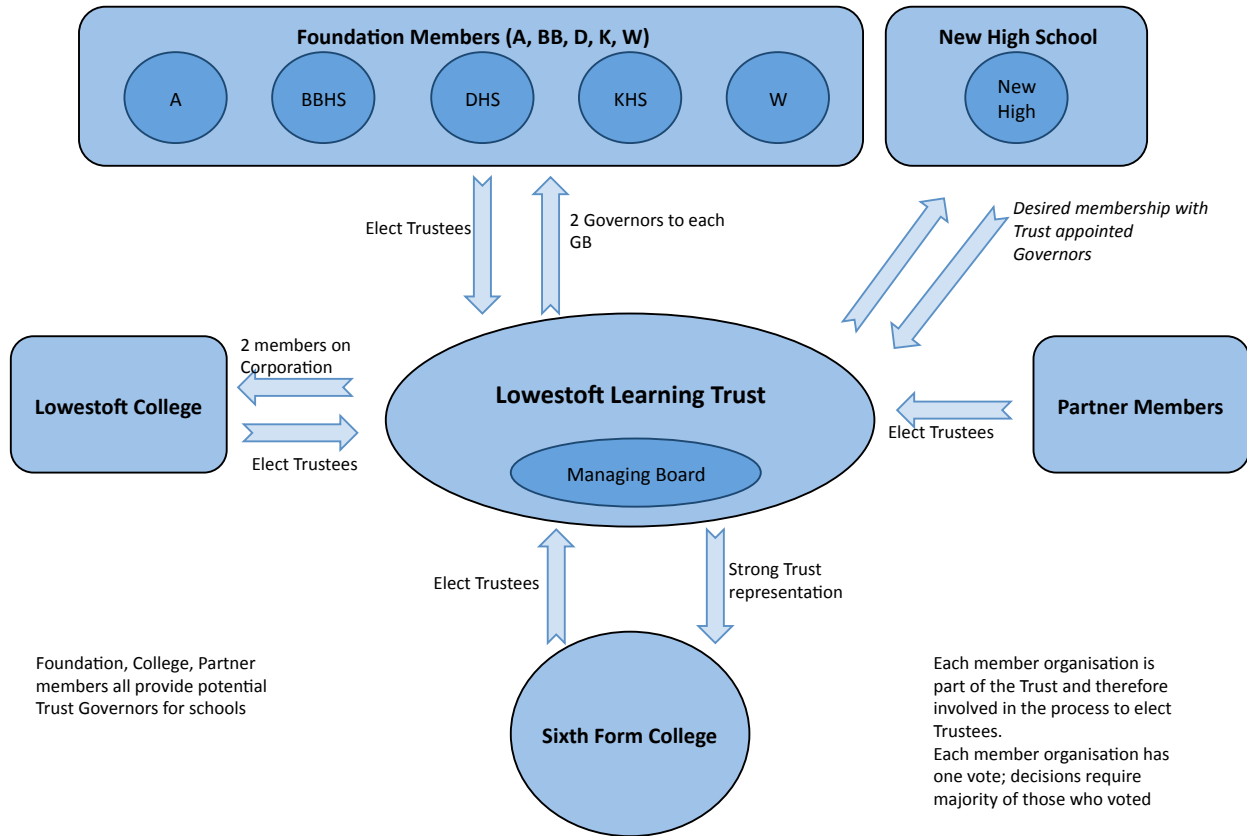 Foundation Members (A, BB, D, K, W)
A
BBHS
DHS
KHS
W
New High School
New
High
Elect Trustees
2 Governors to each
GB
Desired membership with
Trust appointed
Governors
2 members on
Corporation
Lowestoft College
Elect Trustees
Lowestoft Learning Trust
Managing Board
Partner Members
Elect Trustees
Elect Trustees
Strong Trust
representation
Sixth Form College
Foundation, College, Partner
members all provide potential
Trust Governors for schools
Each member organisation is
part of the Trust and therefore
involved in the process to elect
Trustees.
Each member organisation has
one vote; decisions require
majority of those who voted